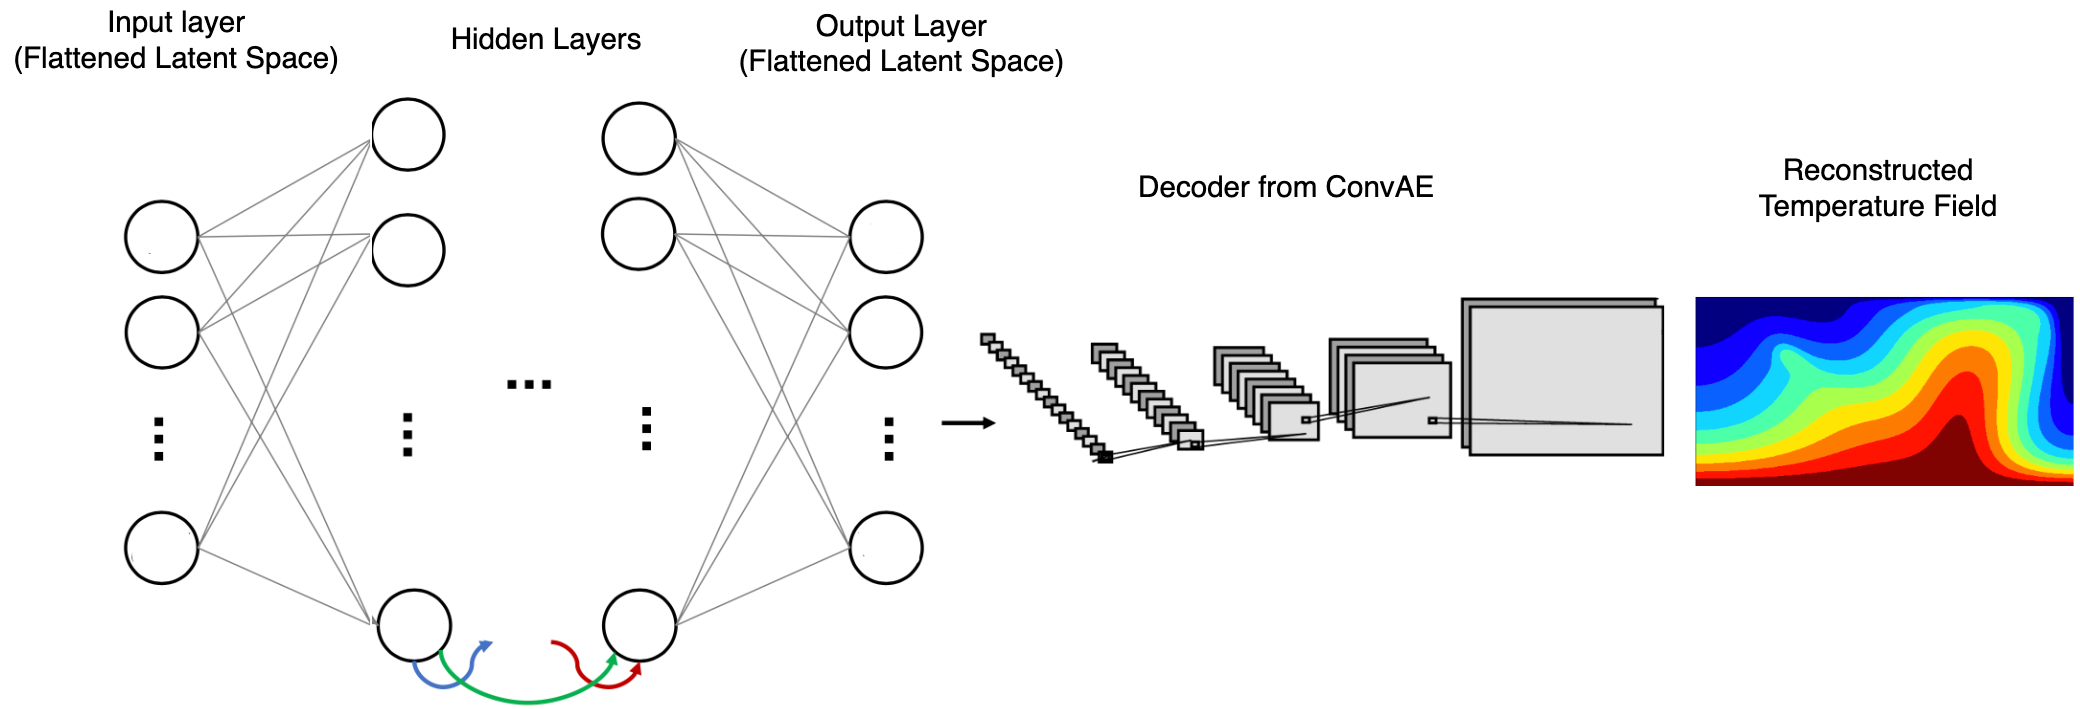 Input layer
(Flattened Latent Space)
Hidden Layers
Output Layer
(Flattened Latent Space)
Decoder from ConvAE
Reconstructed
Temperature Field